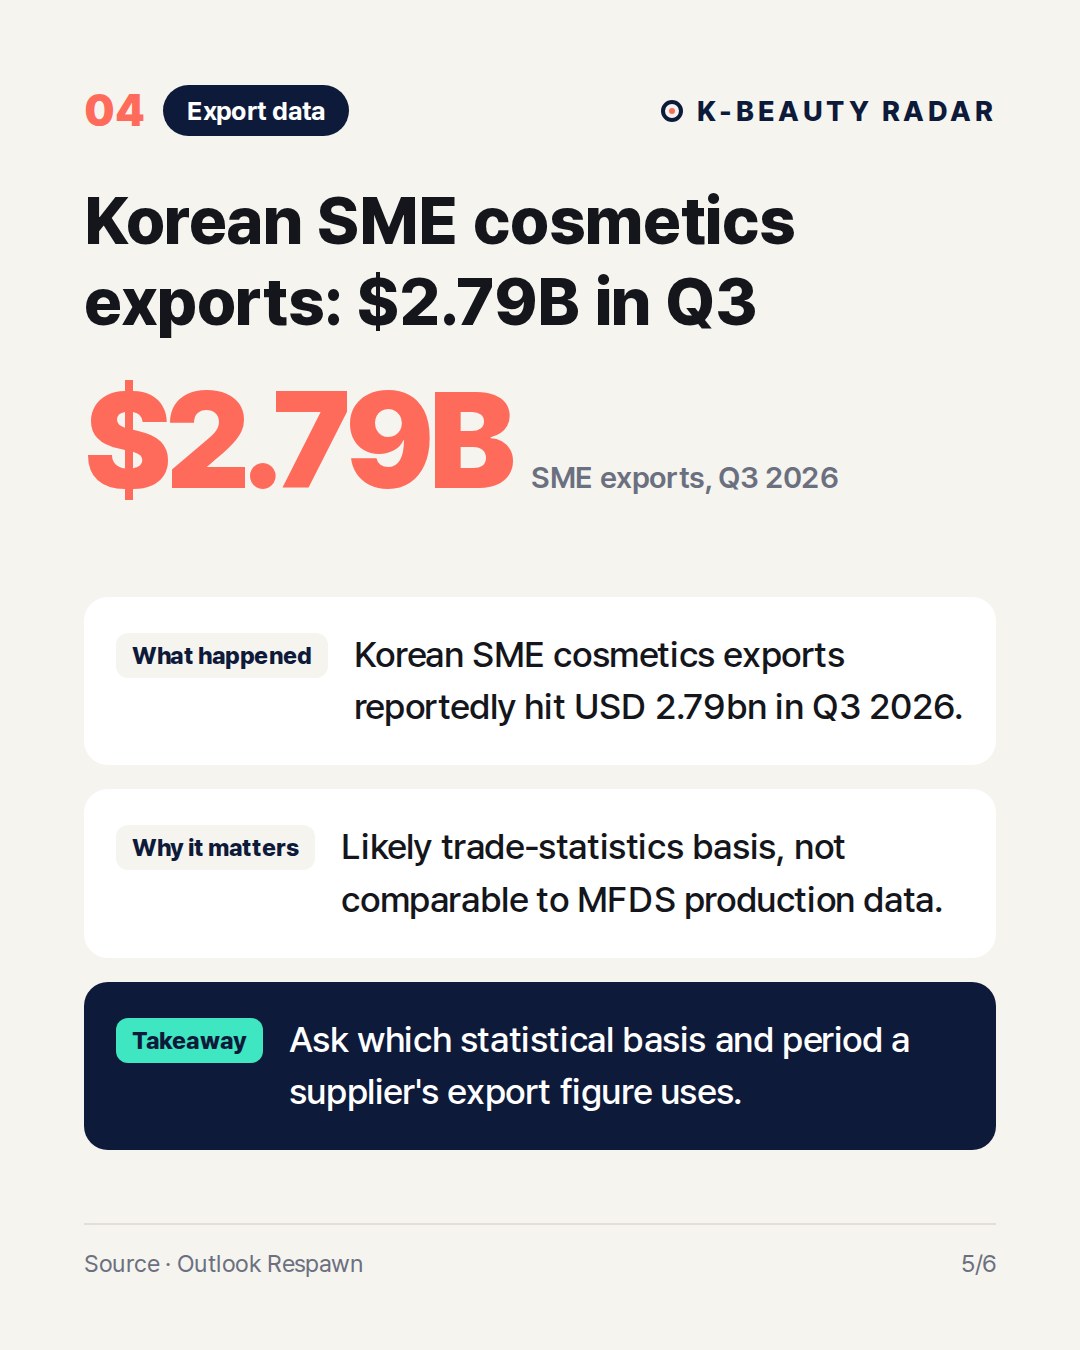 04 Export data K-BEAUTY RADAR
Korean SME cosmetics
exports: $2.79B in Q3
$2.79B SME exports, Q3 2026
What happened Korean SME cosmetics exports
reportedly hit USD 2.79bn in Q3 2026.
Why it matters Likely trade-statistics basis, not
comparable to MFDS production data.
Takeaway Ask which statistical basis and period a
supplier's export figure uses.
Source · Outlook Respawn 5/6